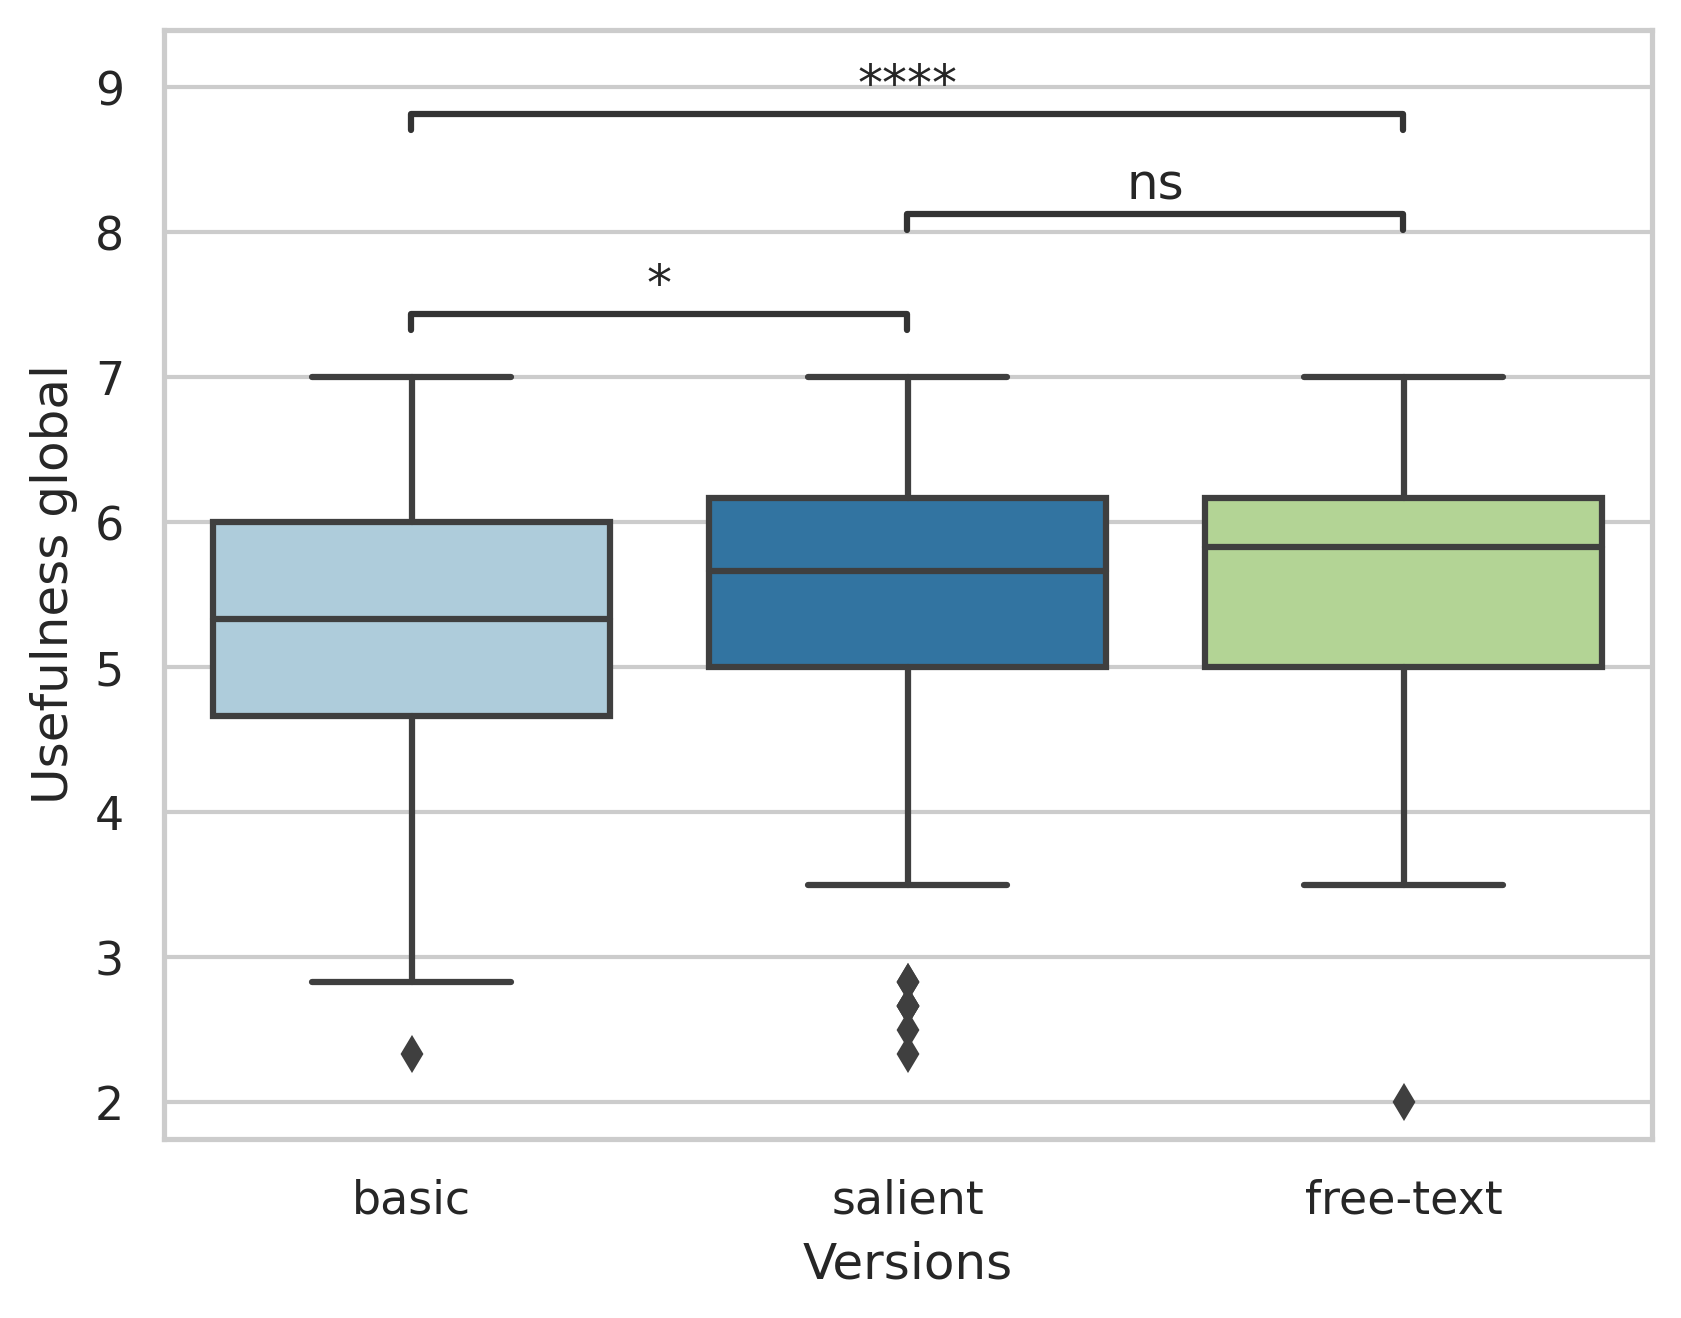 ****
9
ns
8
*
7
6
5
4
3
2
Usefulness global
basic salient free-text
Versions